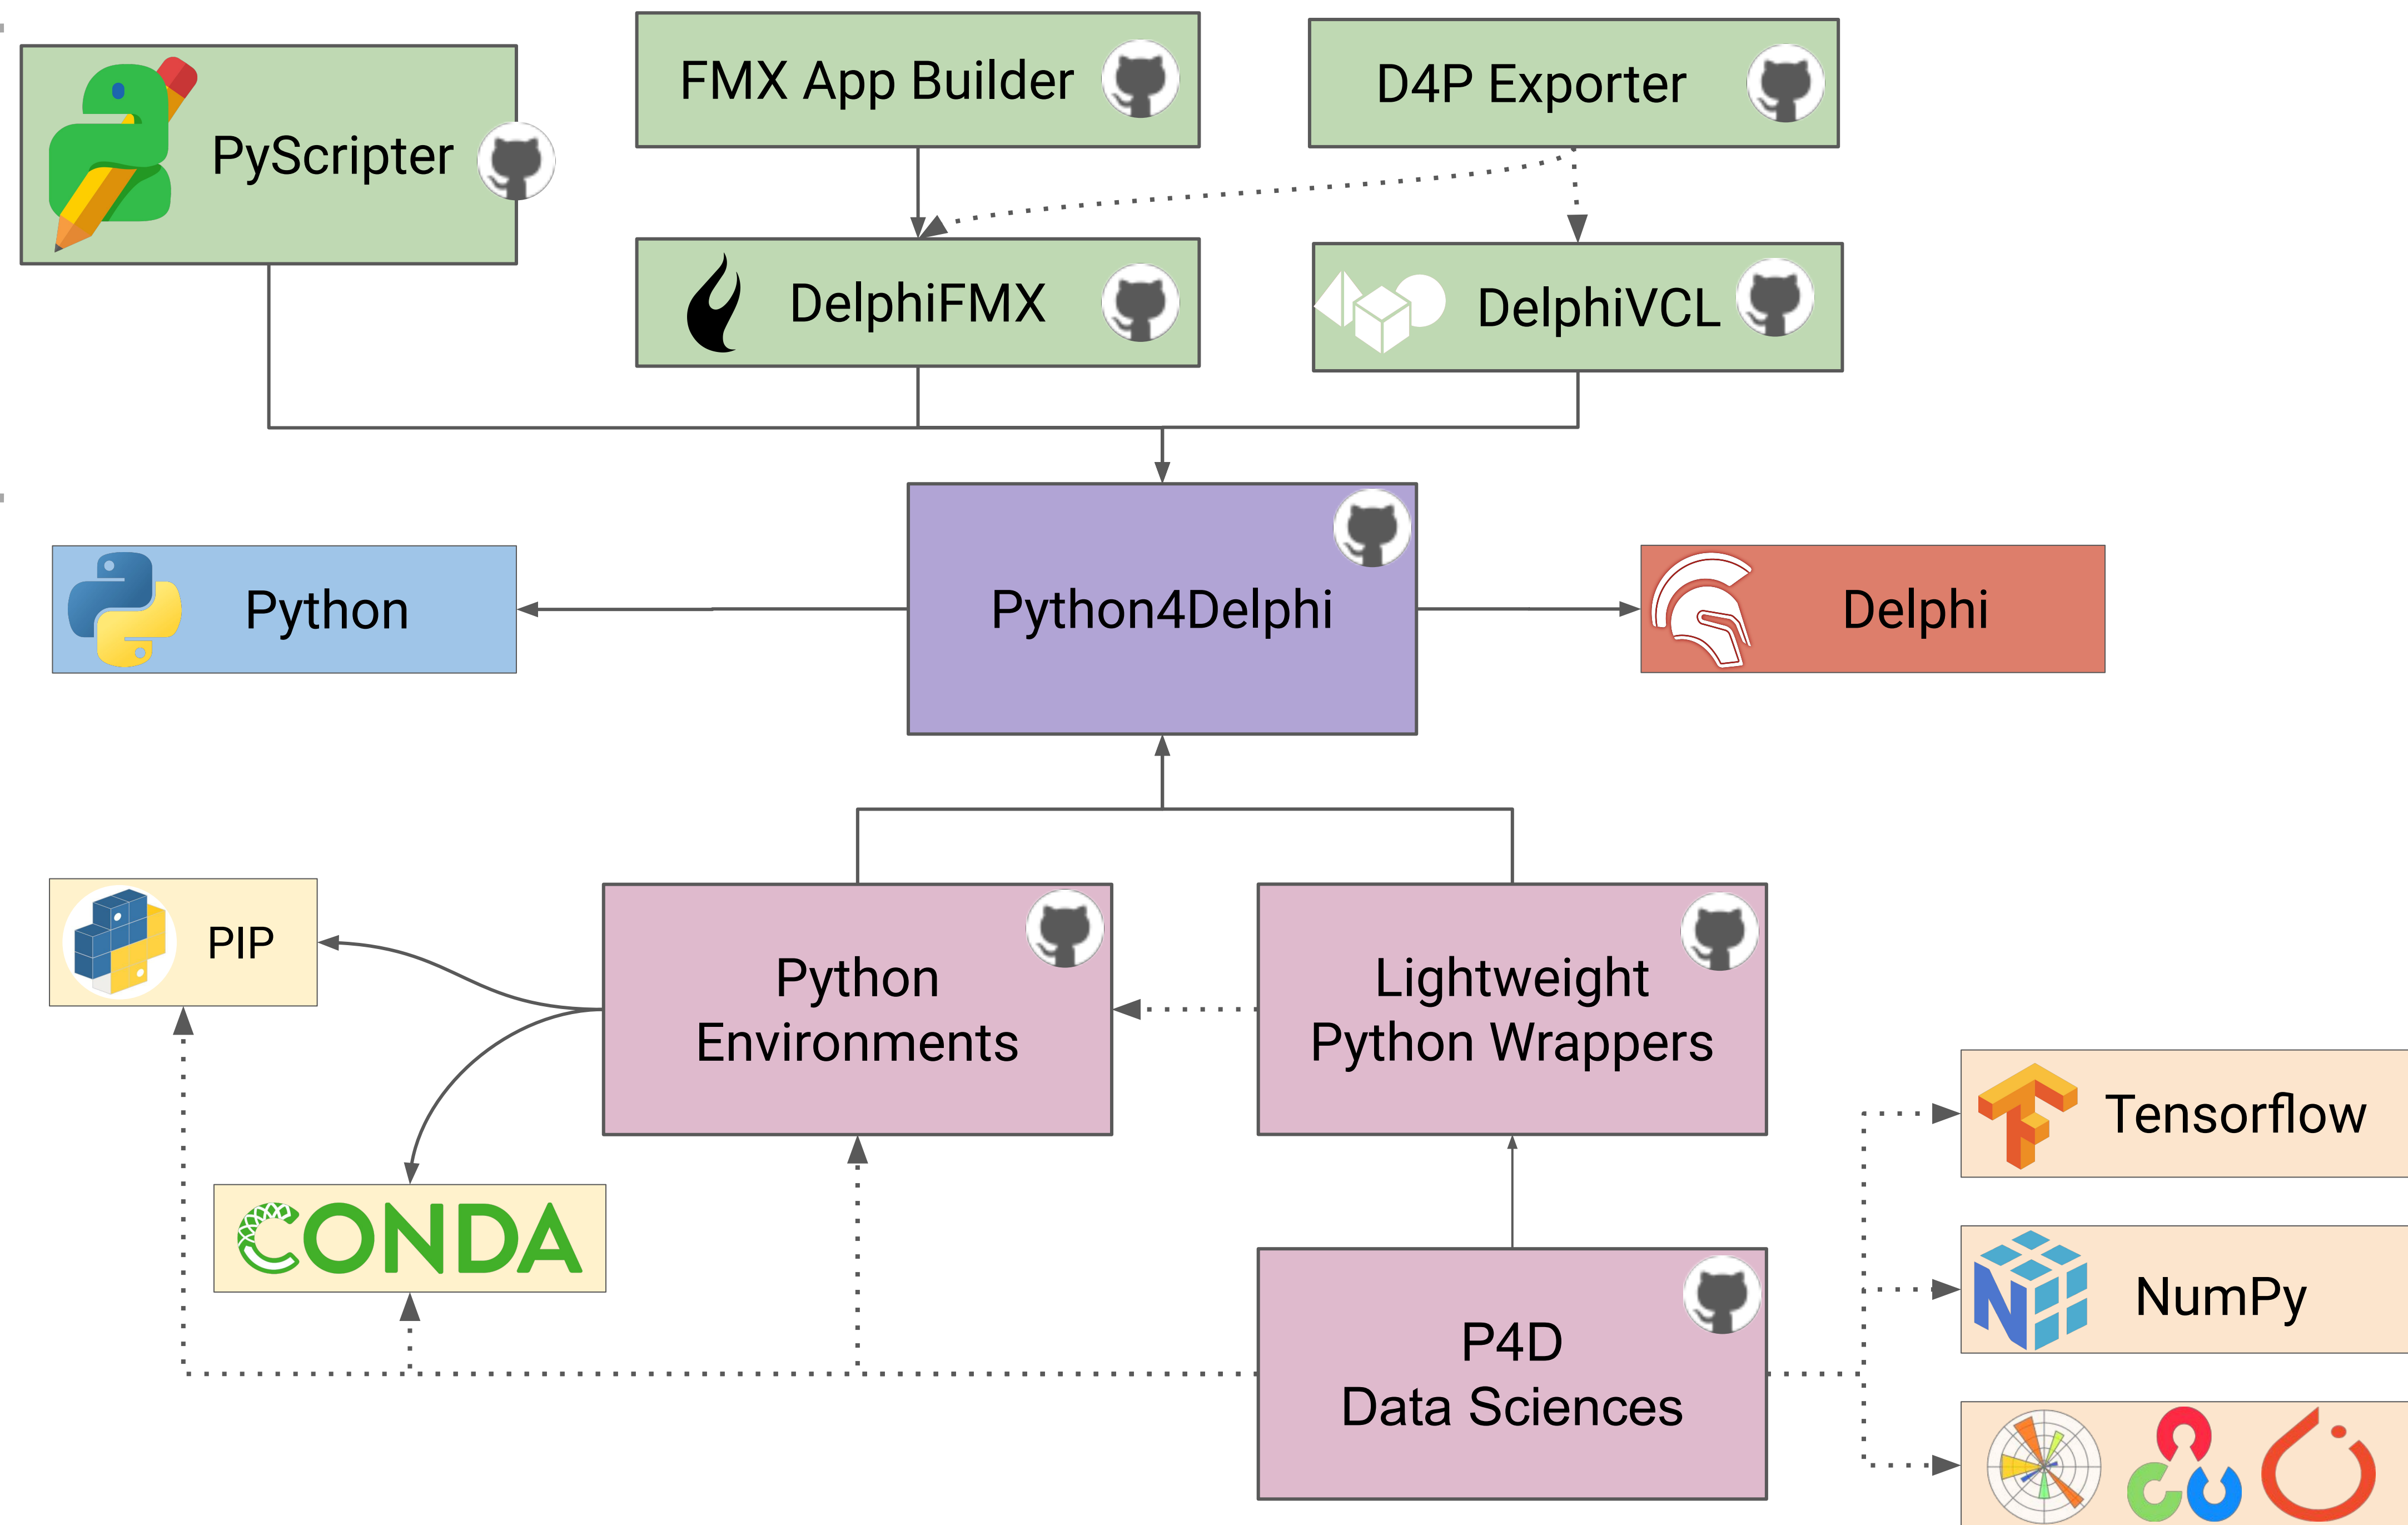 FMX App Builder
D4P Exporter
PyScripter
DelphiFMX
DelphiVCL
Python
Python4Delphi
Delphi
PIP
Python
Environments
Lightweight
Python Wrappers
Tensorflow
CONDA
NumPy
P4D
Data Sciences